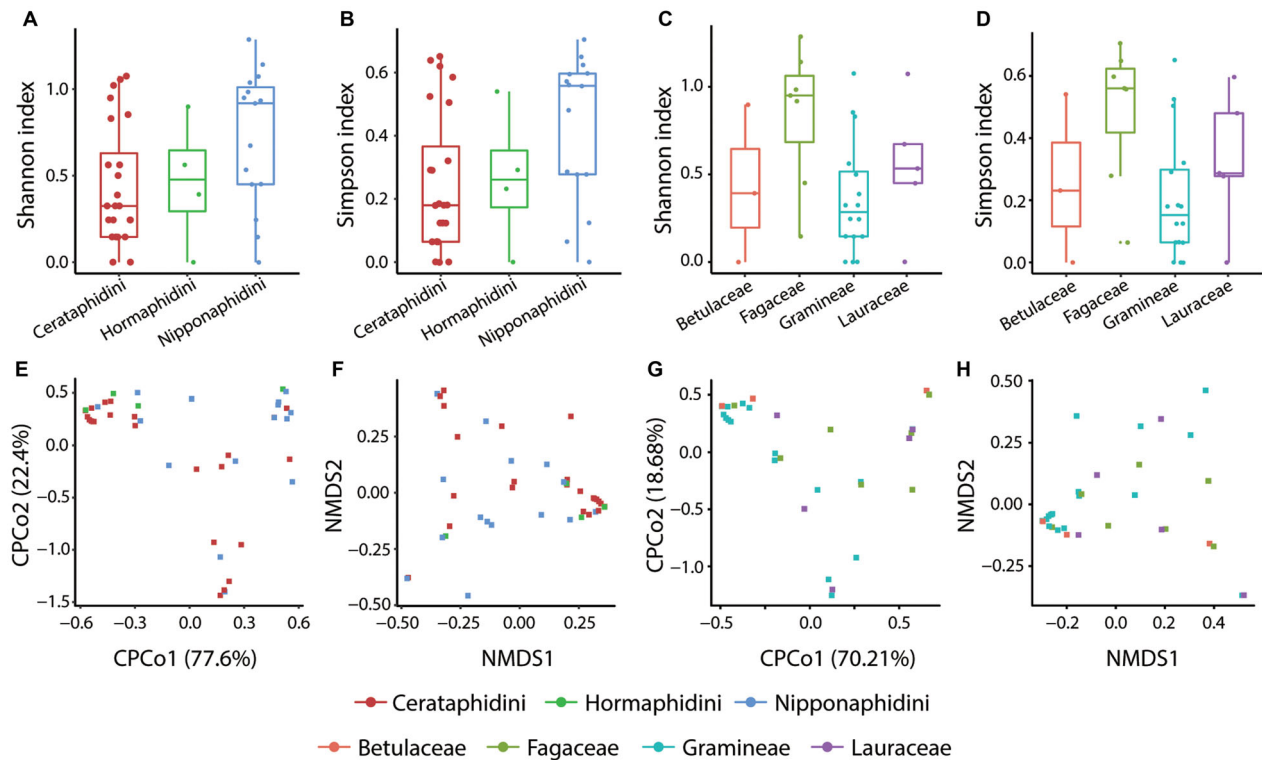 A
Shannon index
1.0
0.5
0.0
Cerataphidini
Hormaphidini
Nipponaphidini
B
Simpson index
0.6
0.4
0.2
0.0
Cerataphidini
Hormaphidini
Nipponaphidini
C
Shannon index
1.0
0.5
0.0
Betulaceae
Fagaceae
Gramineae
Lauraceae
D
Simpson index
0.6
0.4
0.2
0.0
Betulaceae
Fagaceae
Gramineae
Lauraceae
E
CPCo2 (22.4%)
0.5
0.0
−0.5
−1.0
−1.5
−0.6 −0.3 0.0 0.3 0.6
CPCo1 (77.6%)
F
NMDS2
0.25
0.00
−0.25
−0.50
−0.50 −0.25 0.00 0.25
NMDS1
G
CPCo2 (18.68%)
0.5
0.0
−0.5
−1.0
−0.5 0.0 0.5
CPCo1 (70.21%)
H
NMDS2
0.50
0.25
0.00
−0.25
−0.2 0.0 0.2 0.4
NMDS1
Cerataphidini Hormaphidini Nipponaphidini
Betulaceae Fagaceae Gramineae Lauraceae